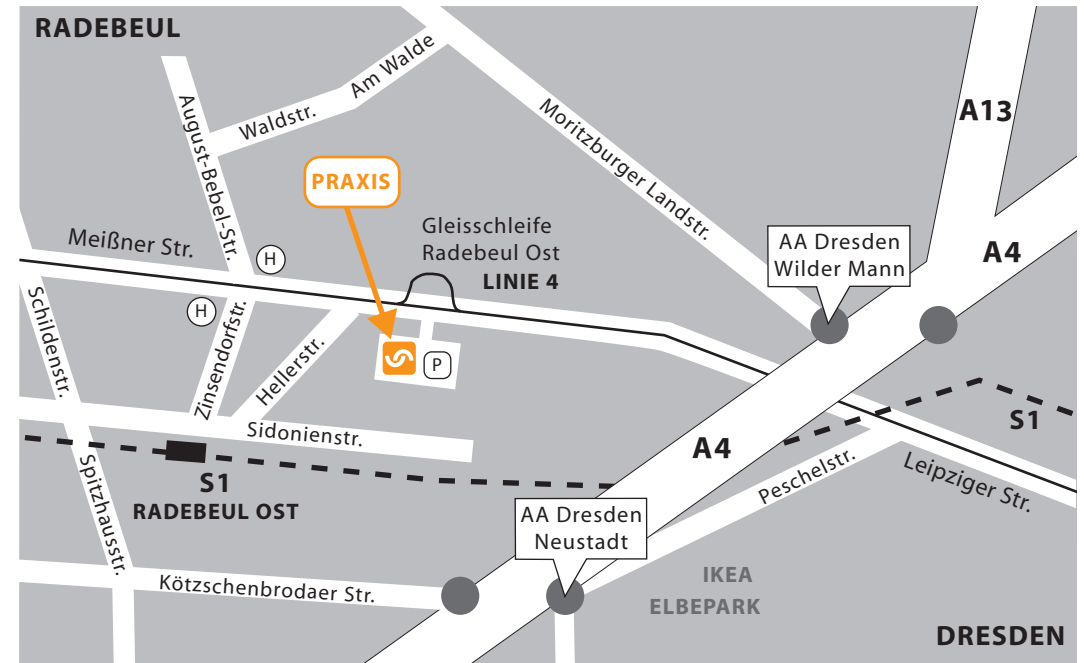 RADEBEUL
Am Walde
Waldstr.
August-Bebel-Str.
Moritzburger Landstr.
A13
PRAXIS
Gleisschleife
Radebeul Ost
LINIE 4
Meißner Str.
H
H
AA Dresden
Wilder Mann
A4
Schildenstr.
Zinsendorfstr.
Hellerstr.
P
Sidonienstr.
S1
A4
S1
RADEBEUL OST
Spitzhausstr.
Peschelstr.
Leipziger Str.
AA Dresden
Neustadt
Kötzschenbrodaer Str.
IKEA
ELBEPARK
DRESDEN